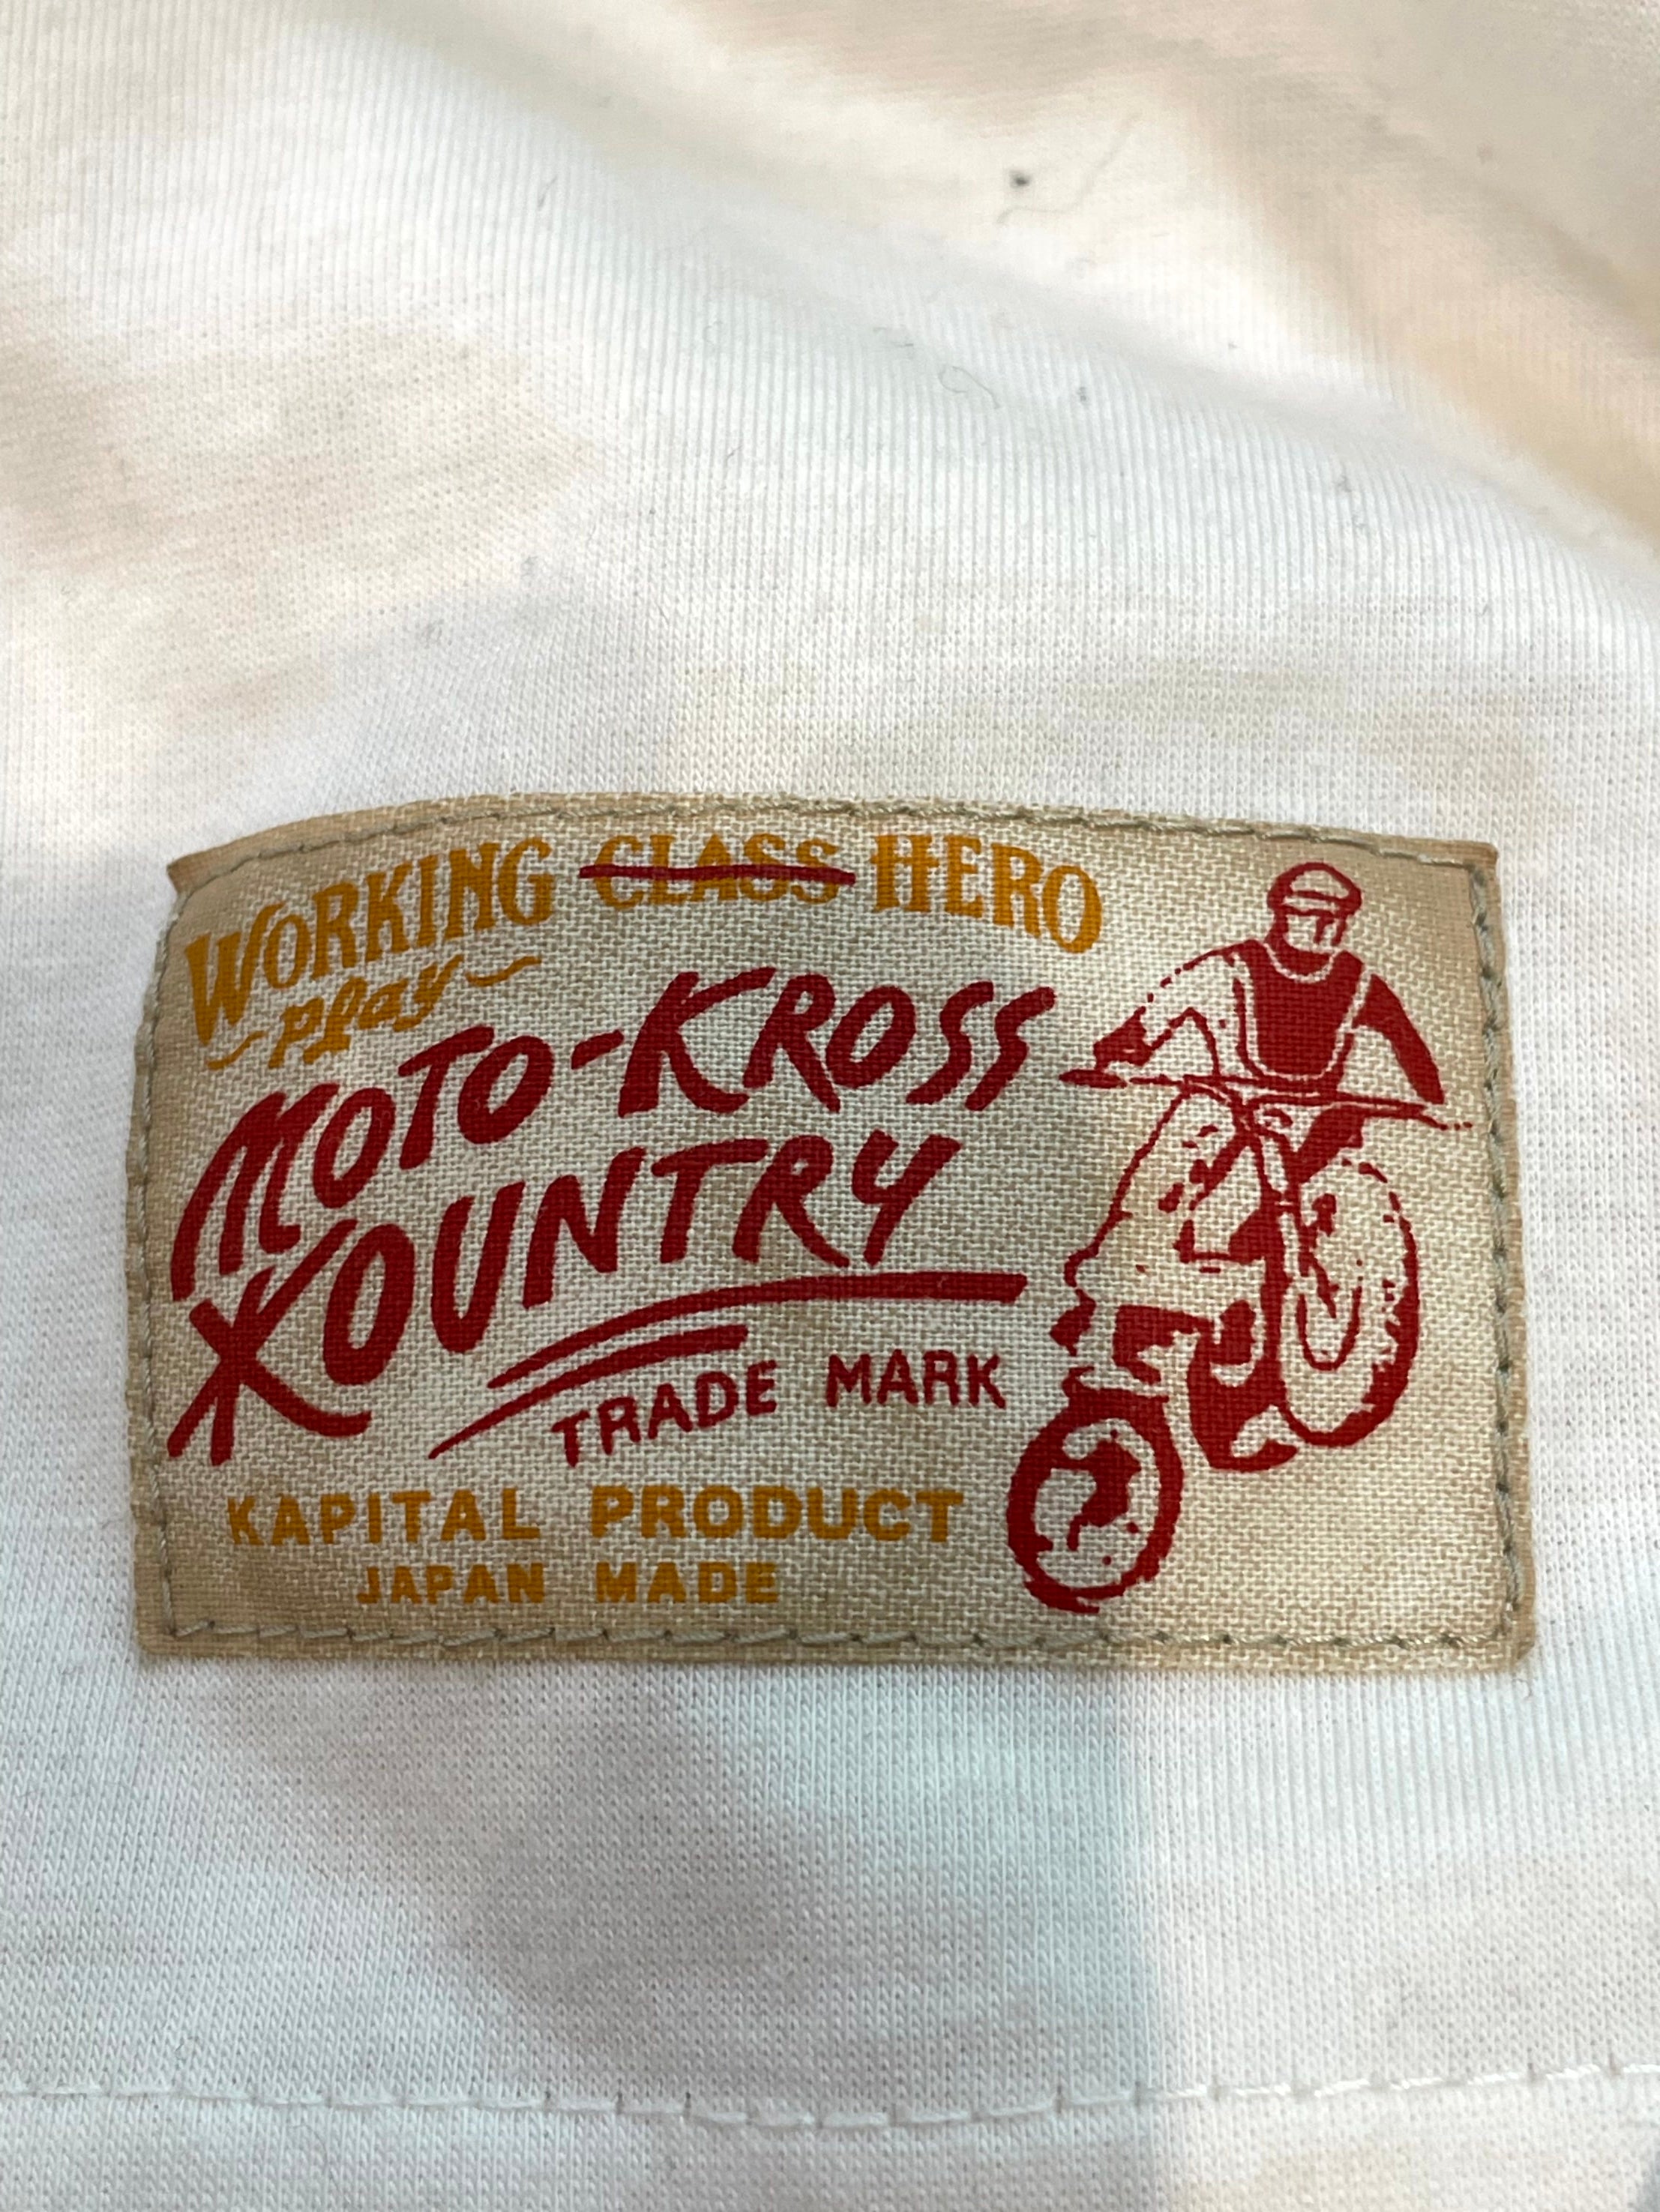 WORKING CLASS HERO
~play~
MOTO-KROSS
KOUNTRY
TRADE MARK
KAPITAL PRODUCT
JAPAN MADE